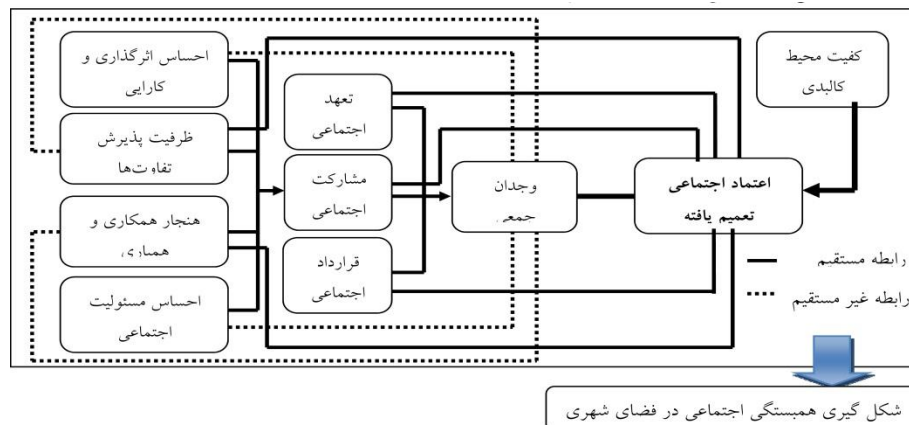 احساس اثرگذاری و
کارایی
ظرفیت پذیرش
تفاوت‌ها
هنجار همکاری و
همیاری
احساس مسئولیت
اجتماعی
تعهد
اجتماعی
مشارکت
اجتماعی
قرارداد
اجتماعی
وجدان
جمعی
اعتماد اجتماعی
تعمیم یافته
کفیت محیط
کالبدی
رابطه مستقیم
رابطه غیر مستقیم
شکل گیری همبستگی اجتماعی در فضای شهری